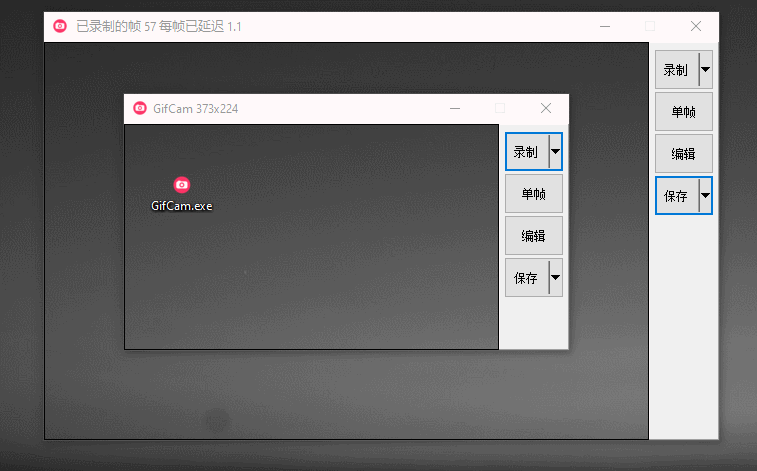 已录制的帧 57 每帧已延迟 1.1
录制
单帧
编辑
保存
GifCam 373x224
录制
单帧
编辑
保存
GifCam.exe